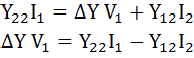 Y₂₂I₁ = ΔY V₁ + Y₁₂I₂
ΔY V₁ = Y₂₂I₁ − Y₁₂I₂